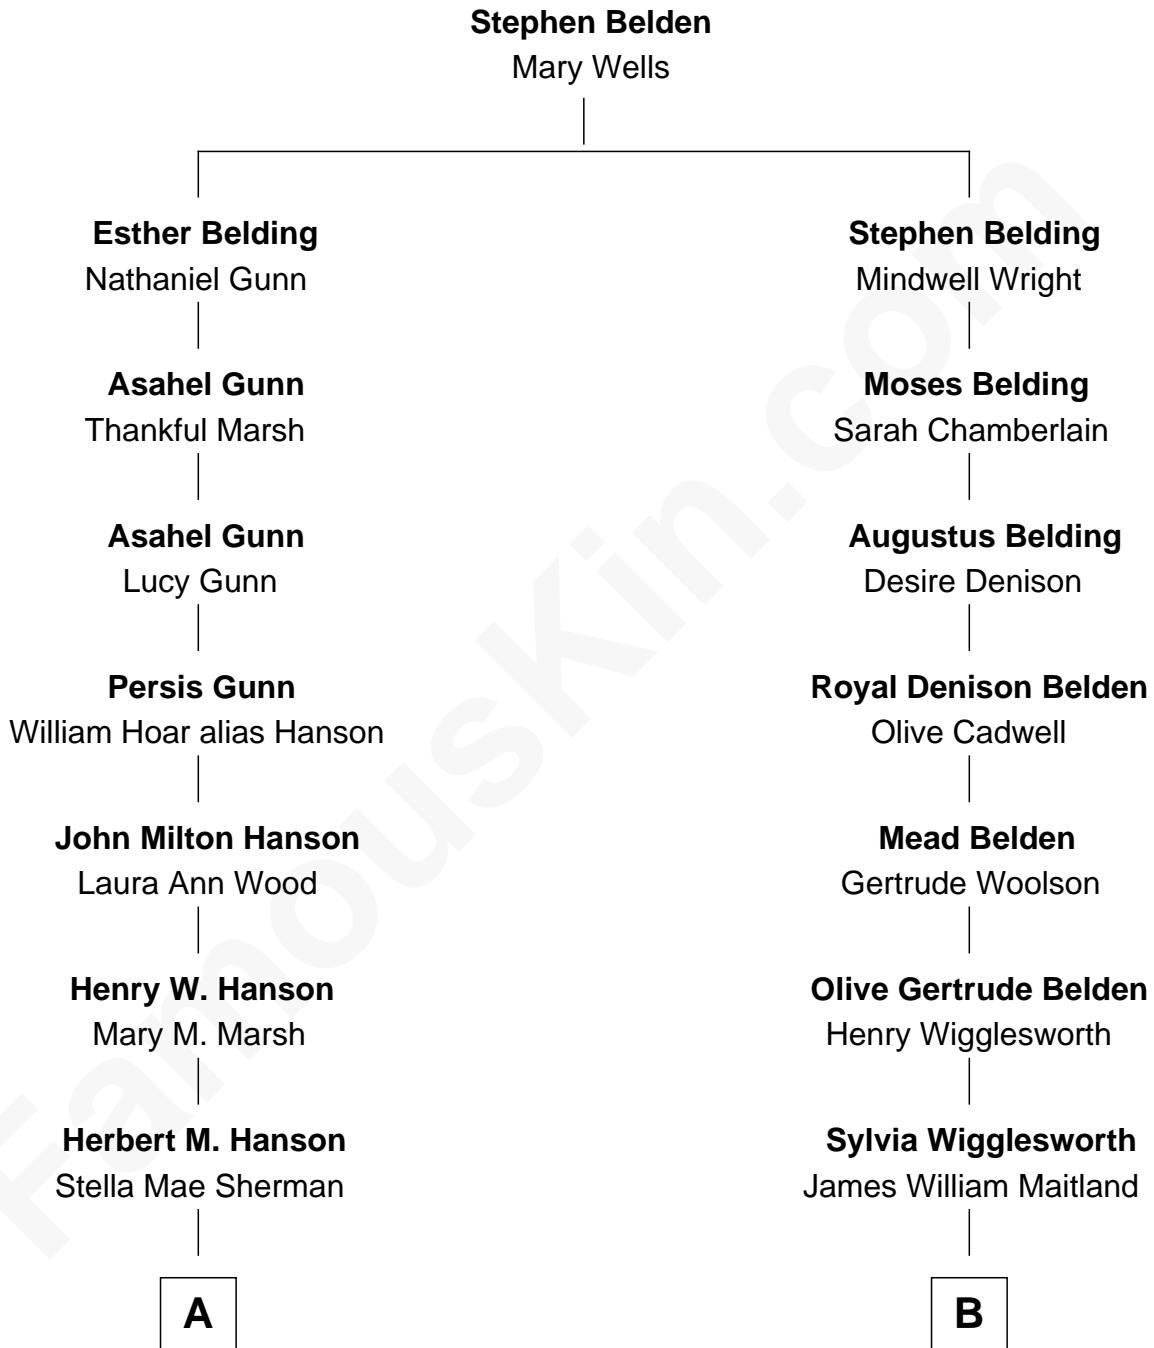 Stephen Belden
Mary Wells
Esther Belding
Nathaniel Gunn
Stephen Belding
Mindwell Wright
Asahel Gunn
Thankful Marsh
Moses Belding
Sarah Chamberlain
Asahel Gunn
Lucy Gunn
Augustus Belding
Desire Denison
Persis Gunn
William Hoar alias Hanson
Royal Denison Belden
Olive Cadwell
John Milton Hanson
Laura Ann Wood
Mead Belden
Gertrude Woolson
Henry W. Hanson
Mary M. Marsh
Olive Gertrude Belden
Henry Wigglesworth
Herbert M. Hanson
Stella Mae Sherman
Sylvia Wigglesworth
James William Maitland
A
B
FamousKin.com